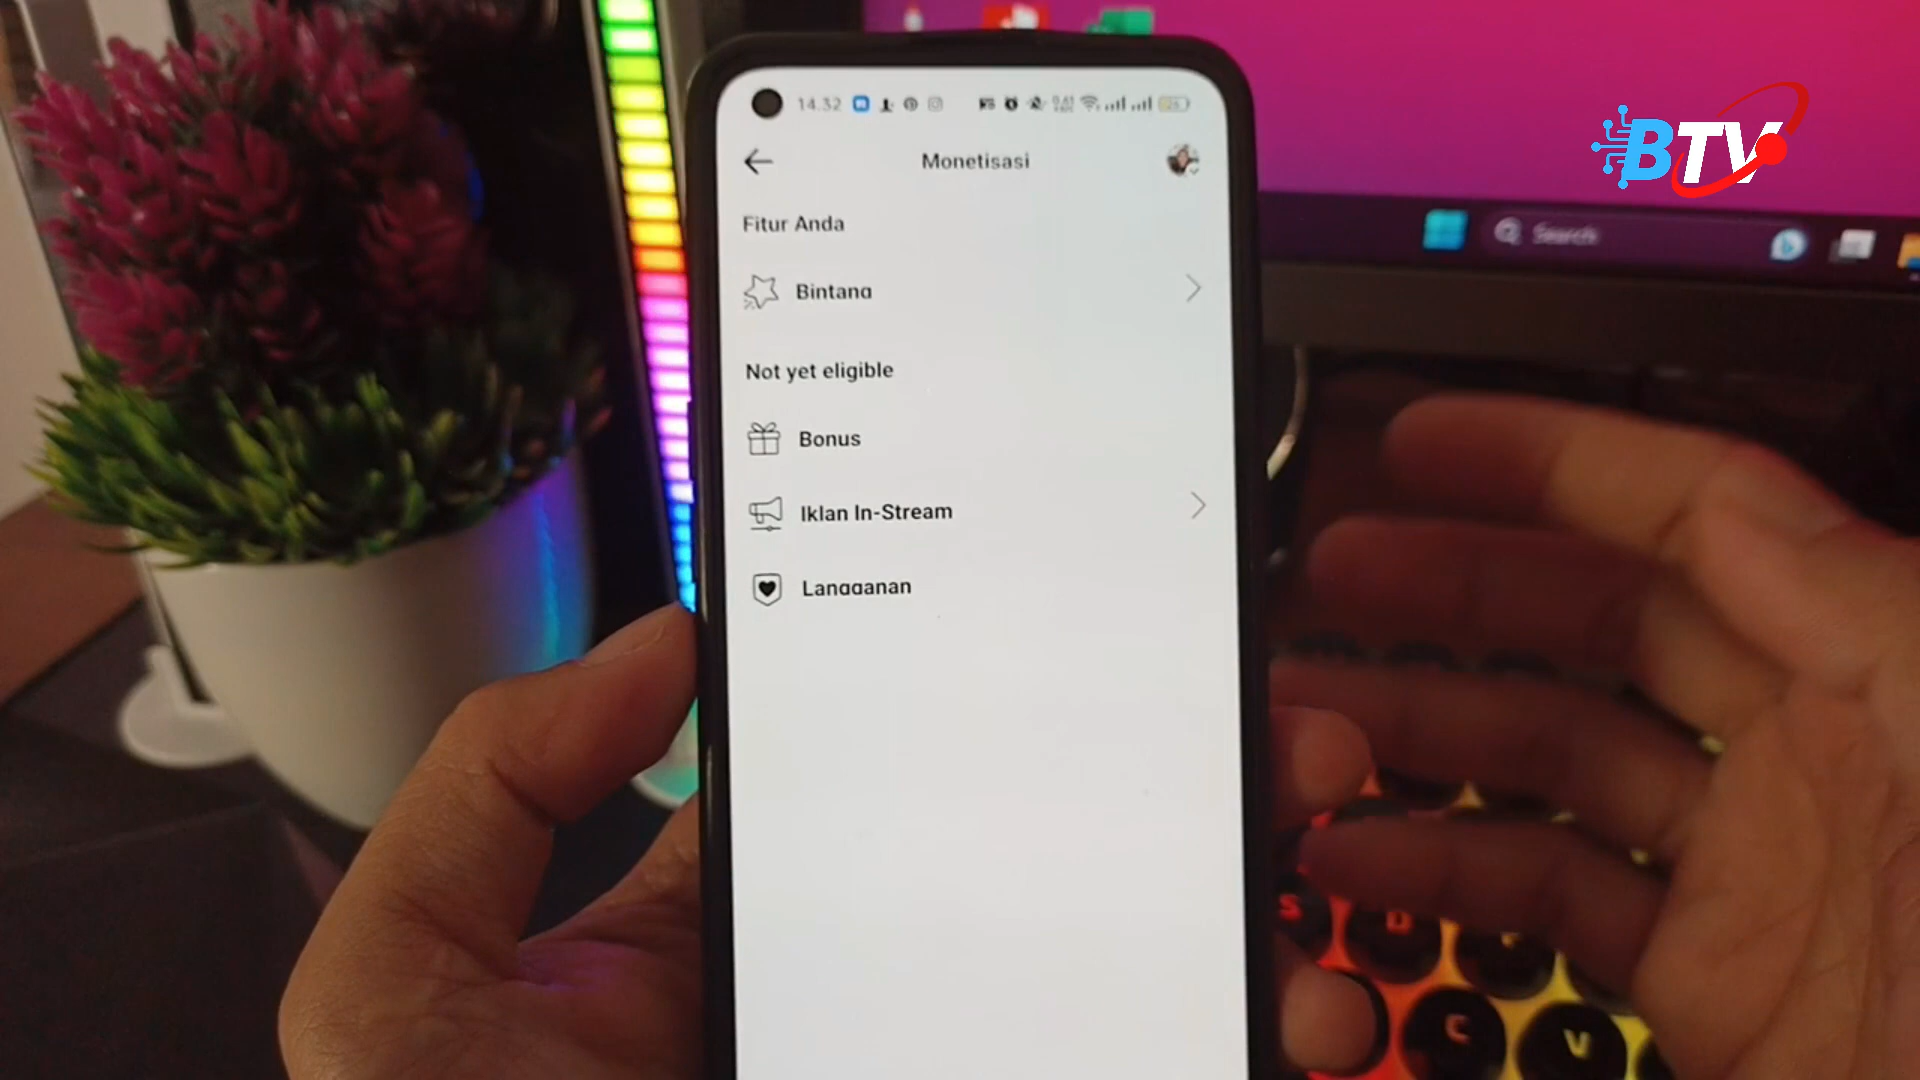 14.32
Monetisasi
Fitur Anda
Bintang
Not yet eligible
Bonus
Iklan In-Stream
Langganan
BTV
Search
S D
C V